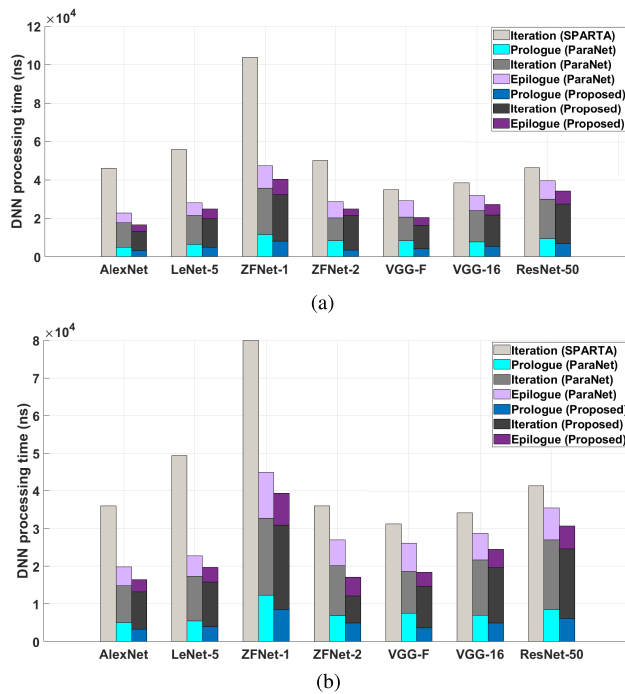 ×10⁴
12
10
8
6
4
2
0
DNN processing time (ns)
Iteration (SPARTA)
Prologue (ParaNet)
Iteration (ParaNet)
Epilogue (ParaNet)
Prologue (Proposed)
Iteration (Proposed)
Epilogue (Proposed)
AlexNet LeNet-5 ZFNet-1 ZFNet-2 VGG-F VGG-16 ResNet-50
(a)
×10⁴
8
7
6
5
4
3
2
1
0
DNN processing time (ns)
Iteration (SPARTA)
Prologue (ParaNet)
Iteration (ParaNet)
Epilogue (ParaNet)
Prologue (Proposed)
Iteration (Proposed)
Epilogue (Proposed)
AlexNet LeNet-5 ZFNet-1 ZFNet-2 VGG-F VGG-16 ResNet-50
(b)